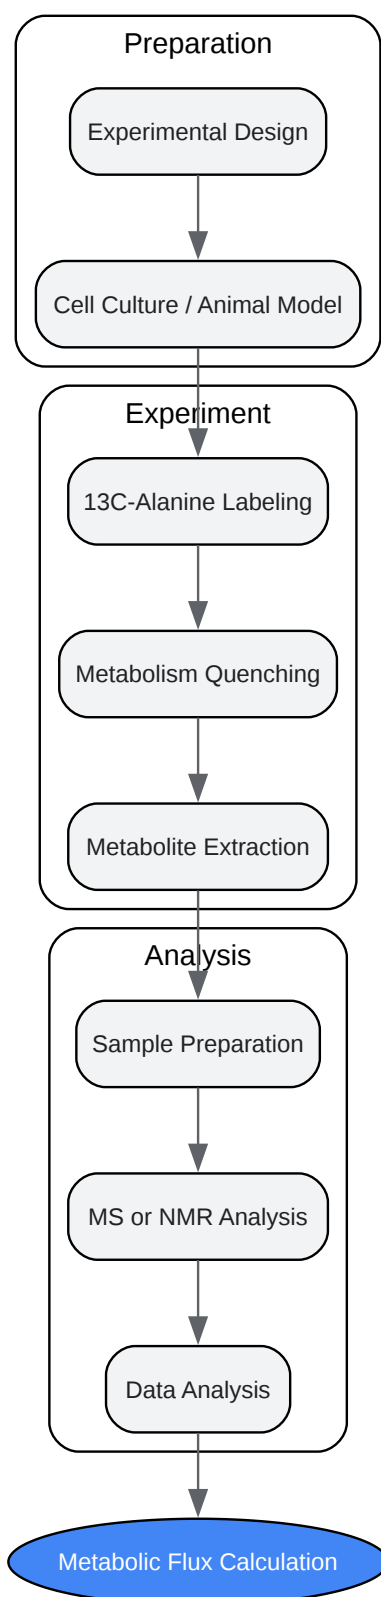 Preparation
Experimental Design
Cell Culture / Animal Model
Experiment
13C-Alanine Labeling
Metabolism Quenching
Metabolite Extraction
Analysis
Sample Preparation
MS or NMR Analysis
Data Analysis
Metabolic Flux Calculation